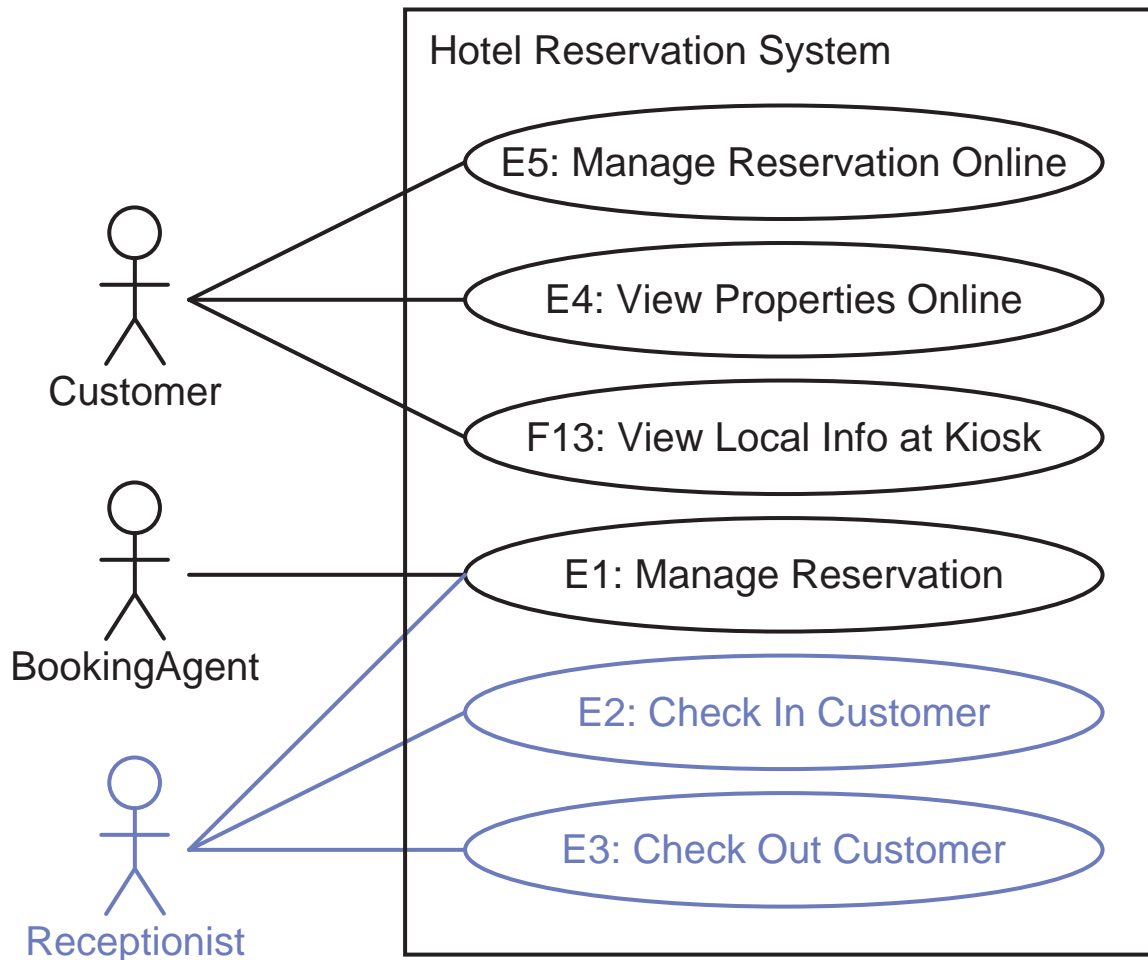 Hotel Reservation System
E5: Manage Reservation Online
E4: View Properties Online
Customer
F13: View Local Info at Kiosk
E1: Manage Reservation
BookingAgent
E2: Check In Customer
E3: Check Out Customer
Receptionist